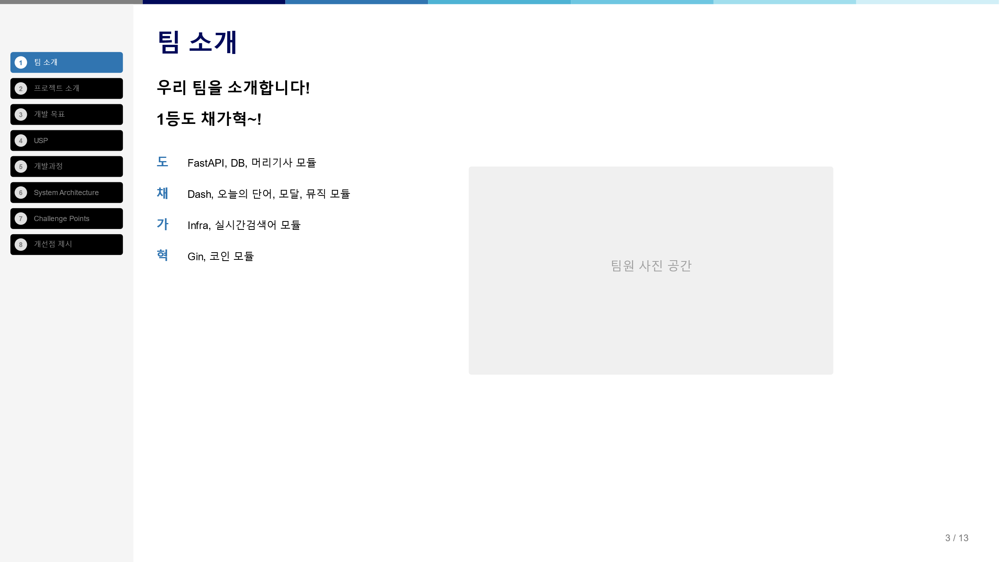 1 팀 소개
2 프로젝트 소개
3 개발 목표
4 USP
5 개발과정
6 System Architecture
7 Challenge Points
8 개선점 제시
팀 소개
우리 팀을 소개합니다!
1등도 채가혁~!
도 FastAPI, DB, 머리기사 모듈
채 Dash, 오늘의 단어, 모달, 뮤직 모듈
가 Infra, 실시간검색어 모듈
혁 Gin, 코인 모듈
팀원 사진 공간
3 / 13